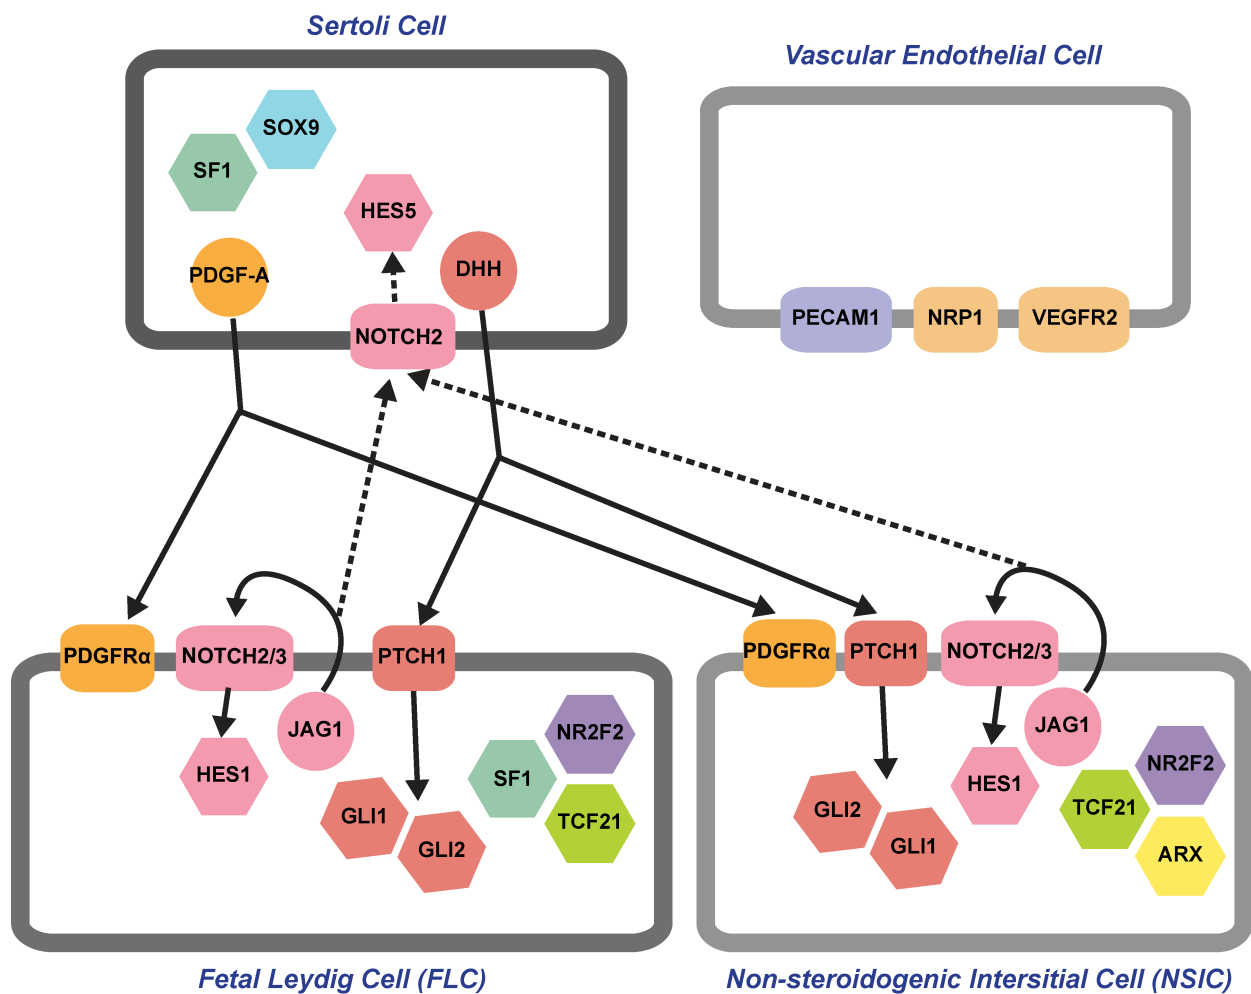 Sertoli Cell
Vascular Endothelial Cell
SOX9
SF1
HES5
PDGF-A
DHH
NOTCH2
PECAM1
NRP1
VEGFR2
PDGFRα
NOTCH2/3
PTCH1
JAG1
HES1
GLI1
GLI2
SF1
NR2F2
TCF21
PDGFRα
PTCH1
NOTCH2/3
JAG1
HES1
GLI2
GLI1
NR2F2
TCF21
ARX
Fetal Leydig Cell (FLC)
Non-steroidogenic Intersitial Cell (NSIC)